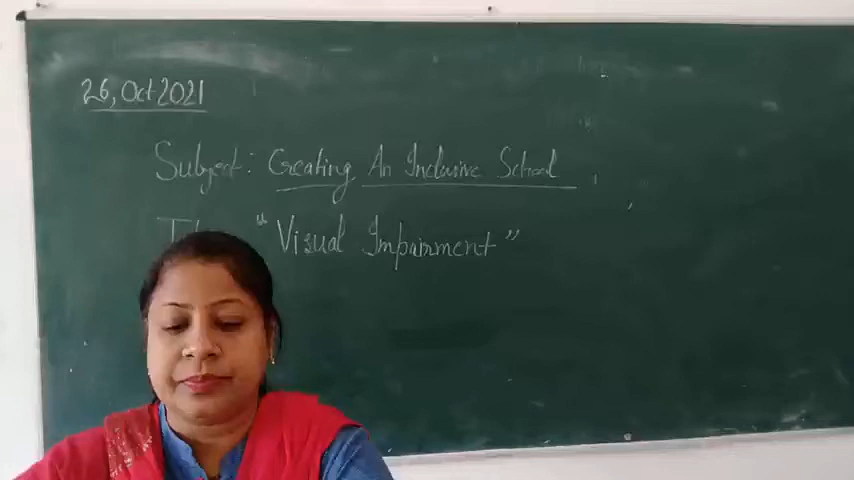 26, Oct 2021
Subject: Creating An Inclusive School
"Visual Impairment"